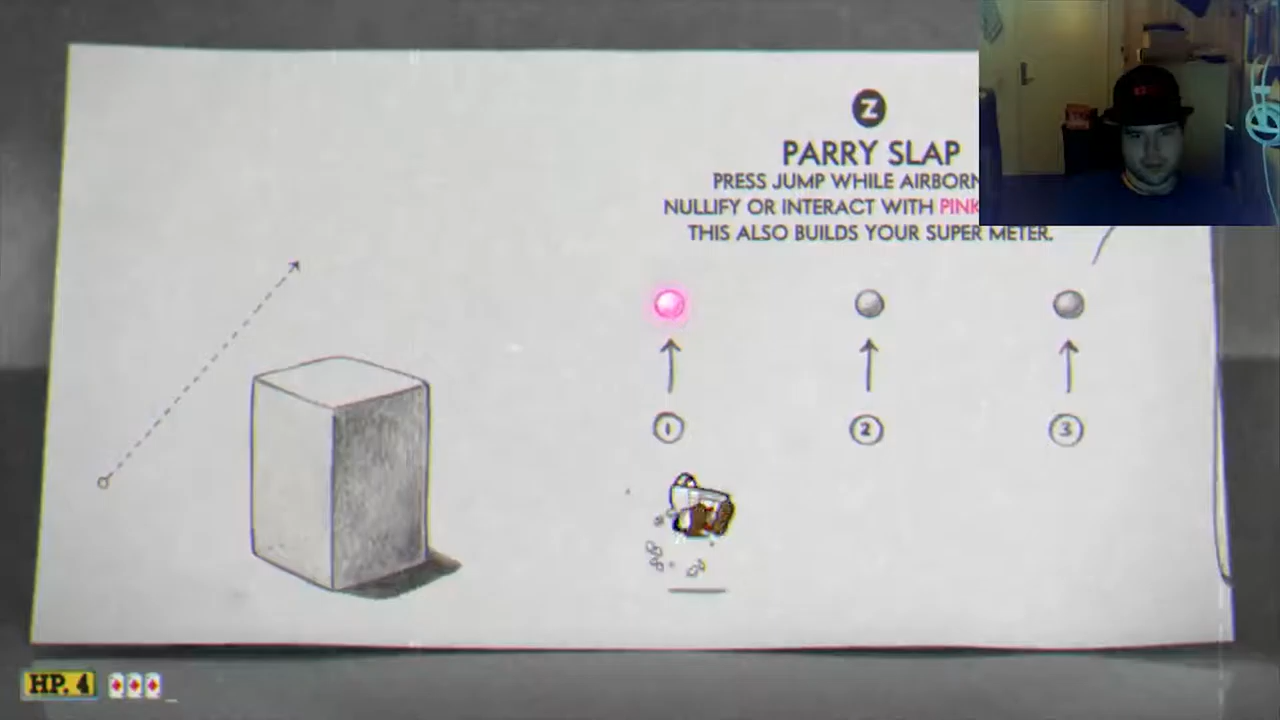 Z
PARRY SLAP
PRESS JUMP WHILE AIRBORN
NULLIFY OR INTERACT WITH PINK
THIS ALSO BUILDS YOUR SUPER METER.
1 2 3
HP. 4